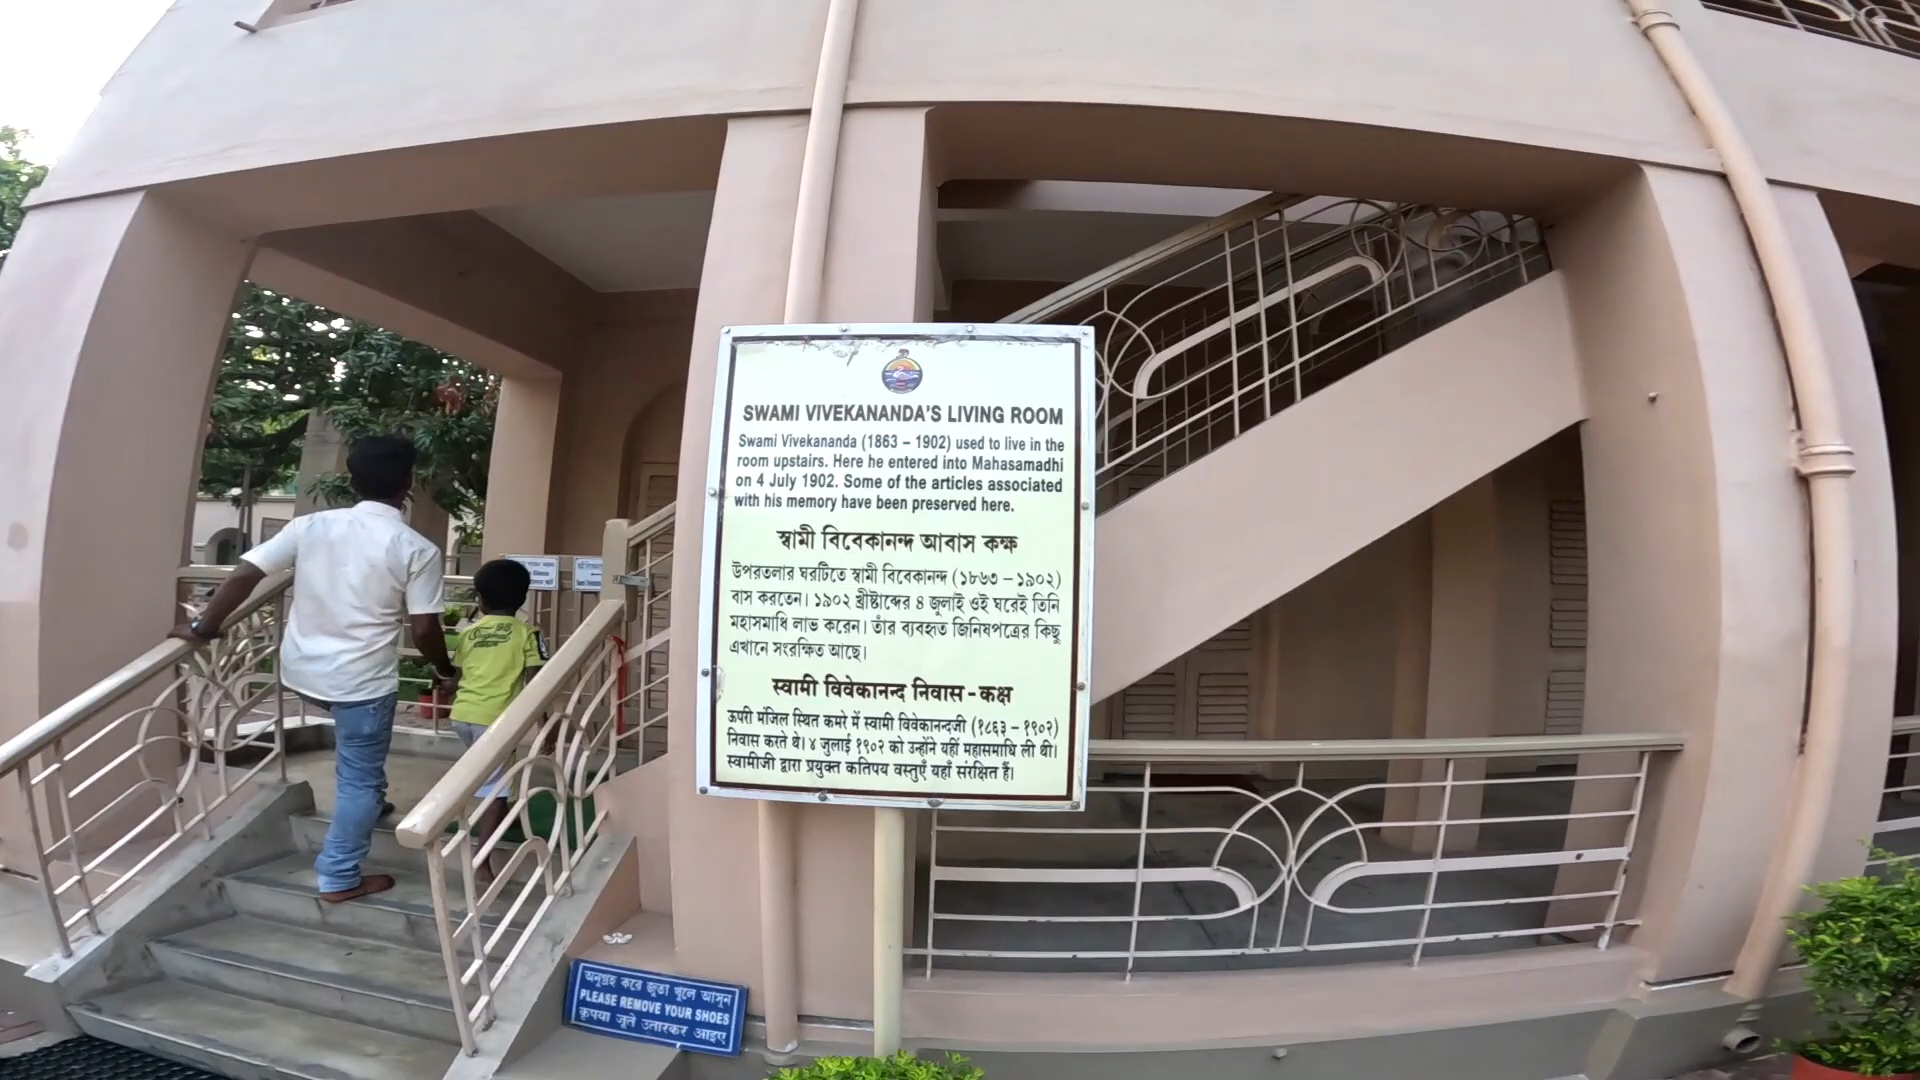 SWAMI VIVEKANANDA'S LIVING ROOM
Swami Vivekananda (1863 – 1902) used to live in the
room upstairs. Here he entered into Mahasamadhi
on 4 July 1902. Some of the articles associated
with his memory have been preserved here.
স্বামী বিবেকানন্দ আবাস কক্ষ
উপরতলার ঘরটিতে স্বামী বিবেকানন্দ (১৮৬৩ – ১৯০২)
বাস করতেন। ১৯০২ খ্রীষ্টাব্দের ৪ জুলাই ওই ঘরেই তিনি
মহাসমাধি লাভ করেন। তাঁর ব্যবহৃত জিনিষপত্রের কিছু
এখানে সংরক্ষিত আছে।
स्वामी विवेकानन्द निवास - कक्ष
ऊपरी मंजिल स्थित कमरे में स्वामी विवेकानन्दजी (१८६३ – १९०२)
निवास करते थे। ४ जुलाई १९०२ को उन्होंने यहीं महासमाधि ली थी।
स्वामीजी द्वारा प्रयुक्त कतिपय वस्तुएँ यहाँ संरक्षित हैं।
অনুগ্রহ করে জুতা খুলে আসুন
PLEASE REMOVE YOUR SHOES
कृपया जूते उतारकर आइए